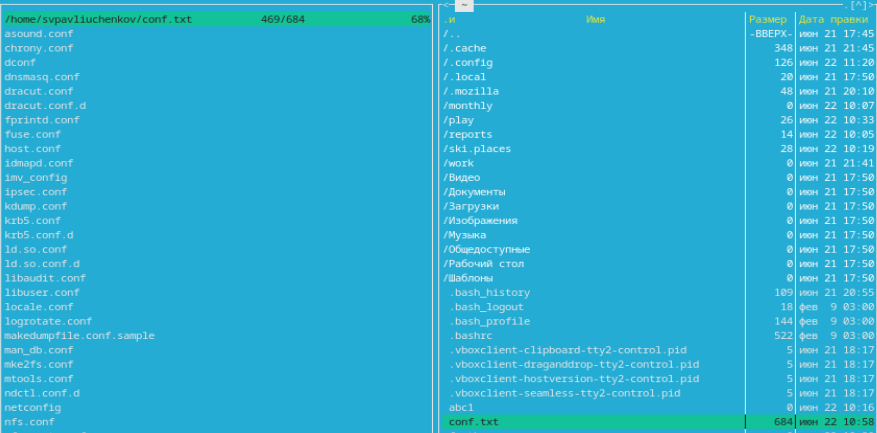 /home/svpavliuchenkov/conf.txt 469/684 68%
asound.conf
chrony.conf
dconf
dnsmasq.conf
dracut.conf
dracut.conf.d
fprintd.conf
fuse.conf
host.conf
idmapd.conf
imv_config
ipsec.conf
kdump.conf
krb5.conf
krb5.conf.d
ld.so.conf
ld.so.conf.d
libaudit.conf
libuser.conf
locale.conf
logrotate.conf
makedumpfile.conf.sample
man_db.conf
mke2fs.conf
mtools.conf
ndctl.conf.d
netconfig
nfs.conf
<─ ~ .[^]>
.и Имя Размер Дата правки
/.. -ВВЕРХ- июн 21 17:45
/.cache 348 июн 21 21:45
/.config 126 июн 22 11:20
/.local 20 июн 21 17:50
/.mozilla 48 июн 21 20:10
/monthly 0 июн 22 10:07
/play 26 июн 22 10:33
/reports 14 июн 22 10:05
/ski.places 28 июн 22 10:19
/work 0 июн 21 21:41
/Видео 0 июн 21 17:50
/Документы 0 июн 21 17:50
/Загрузки 0 июн 21 17:50
/Изображения 0 июн 21 17:50
/Музыка 0 июн 21 17:50
/Общедоступные 0 июн 21 17:50
/Рабочий стол 0 июн 21 17:50
/Шаблоны 0 июн 21 17:50
.bash_history 109 июн 21 20:55
.bash_logout 18 фев 9 03:00
.bash_profile 144 фев 9 03:00
.bashrc 522 фев 9 03:00
.vboxclient-clipboard-tty2-control.pid 5 июн 21 18:17
.vboxclient-draganddrop-tty2-control.pid 5 июн 21 18:17
.vboxclient-hostversion-tty2-control.pid 5 июн 21 18:17
.vboxclient-seamless-tty2-control.pid 5 июн 21 18:17
abc1 0 июн 22 10:16
conf.txt 684 июн 22 10:58